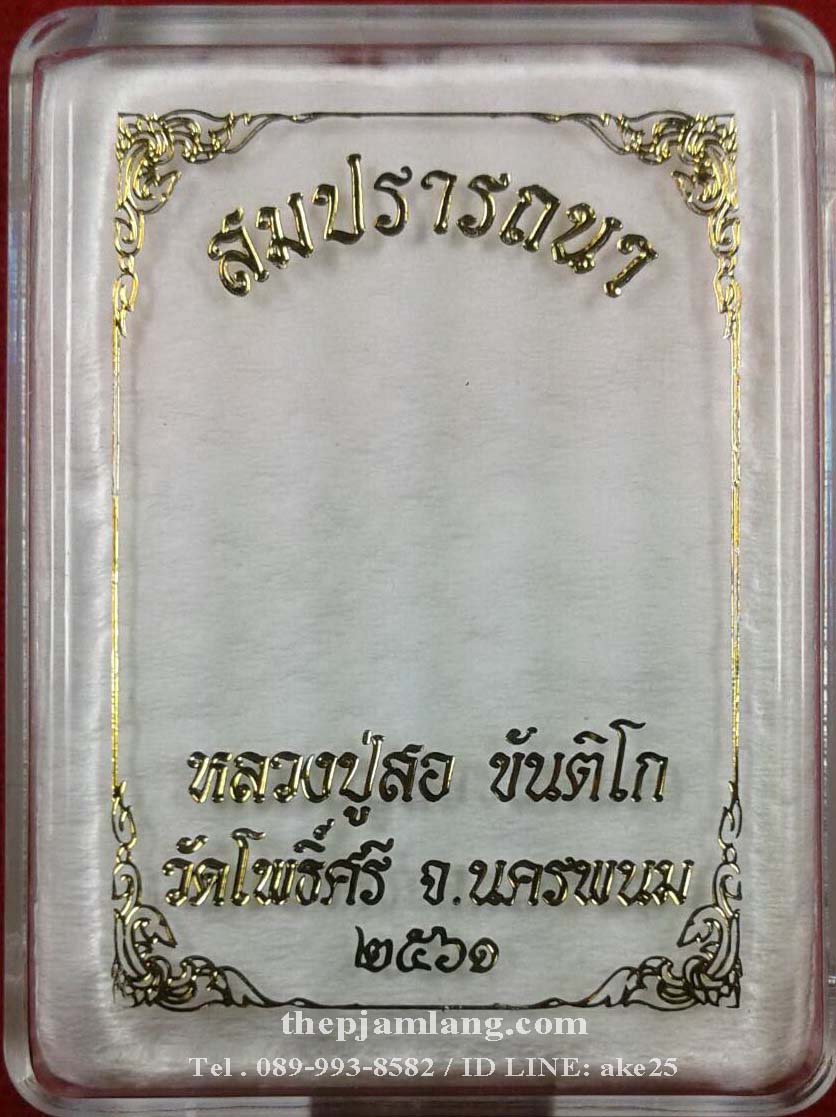 สมปรารถนา
หลวงปู่สอ ขันติโก
วัดโพธิ์ศรี จ.นครพนม
๒๕๖๑
thepjamlang.com
Tel . 089-993-8582 / ID LINE: ake25